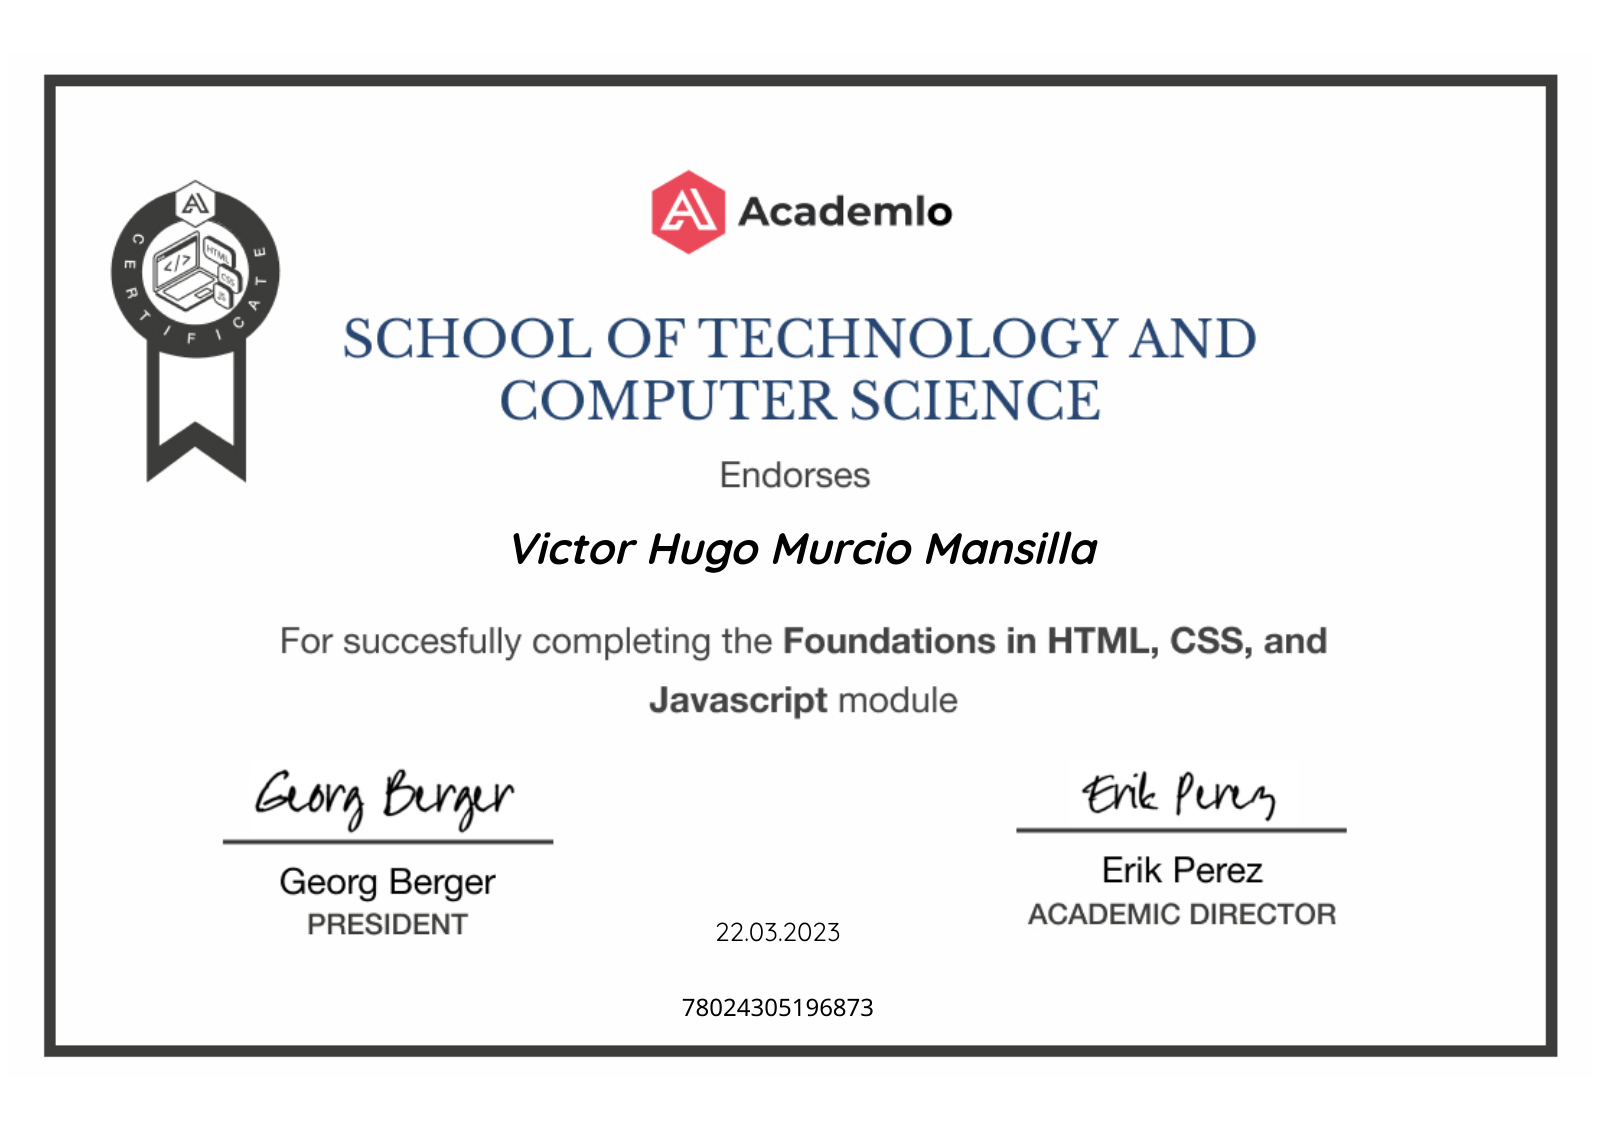 Academlo
CERTIFICATE
</>
HTML
CSS
JS
SCHOOL OF TECHNOLOGY AND
COMPUTER SCIENCE
Endorses
Victor Hugo Murcio Mansilla
For succesfully completing the Foundations in HTML, CSS, and
Javascript module
Georg Berger
Erik Perez
Georg Berger
Erik Perez
PRESIDENT
ACADEMIC DIRECTOR
22.03.2023
78024305196873